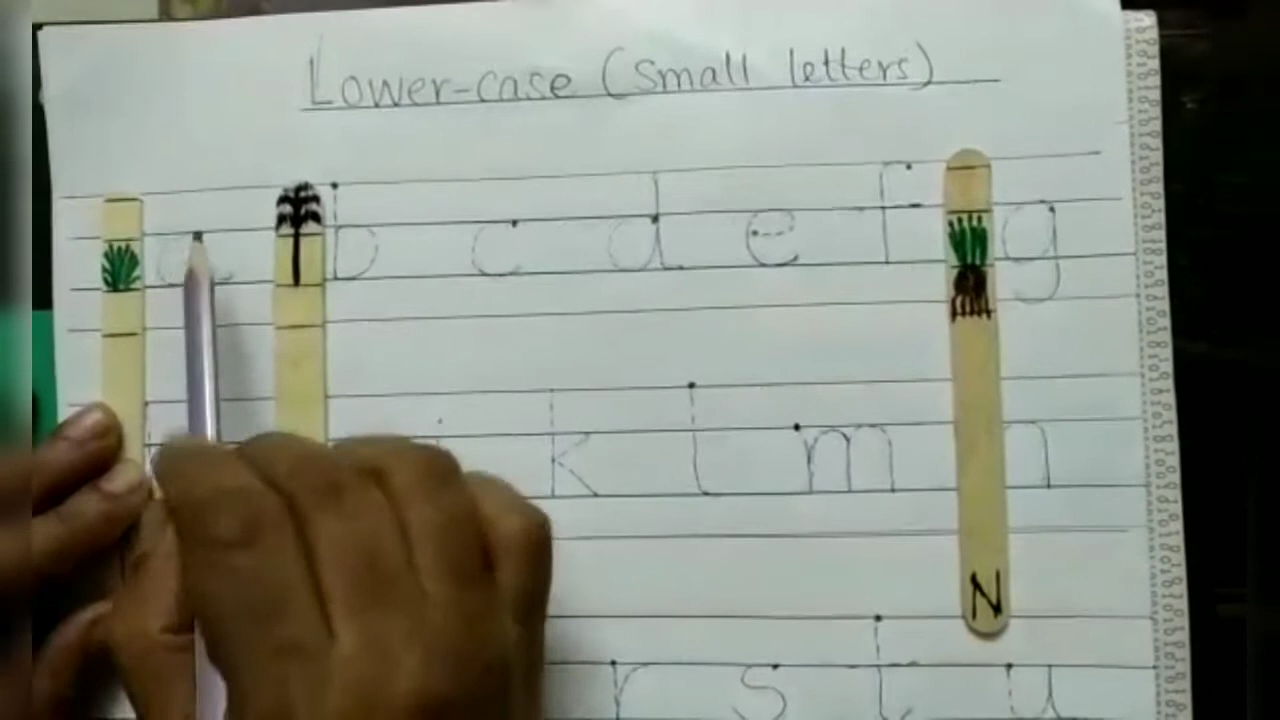 Lower-case (small letters)
a b c d e f g
k l m n
N
r s t u